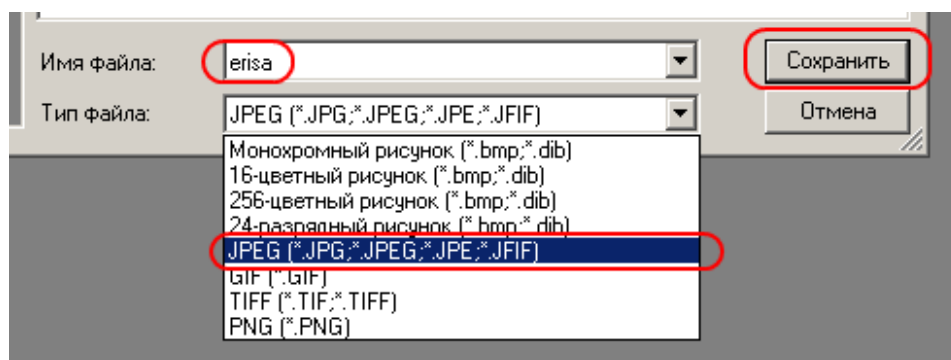 Имя файла: erisa Сохранить
Тип файла: JPEG (*.JPG;*.JPEG;*.JPE;*.JFIF) Отмена
Монохромный рисунок (*.bmp;*.dib)
16-цветный рисунок (*.bmp;*.dib)
256-цветный рисунок (*.bmp;*.dib)
24-разрядный рисунок (*.bmp;*.dib)
JPEG (*.JPG;*.JPEG;*.JPE;*.JFIF)
GIF (*.GIF)
TIFF (*.TIF;*.TIFF)
PNG (*.PNG)